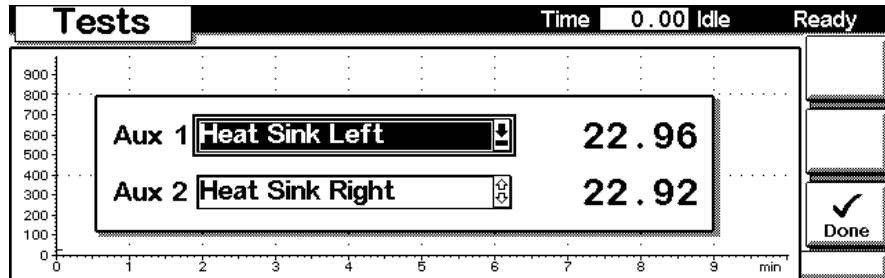 Tests
Time 0.00 Idle Ready
900
800
700
600
500
400
300
200
100
0
Aux 1 Heat Sink Left 22.96
Aux 2 Heat Sink Right 22.92
Done
0 1 2 3 4 5 6 7 8 9 min